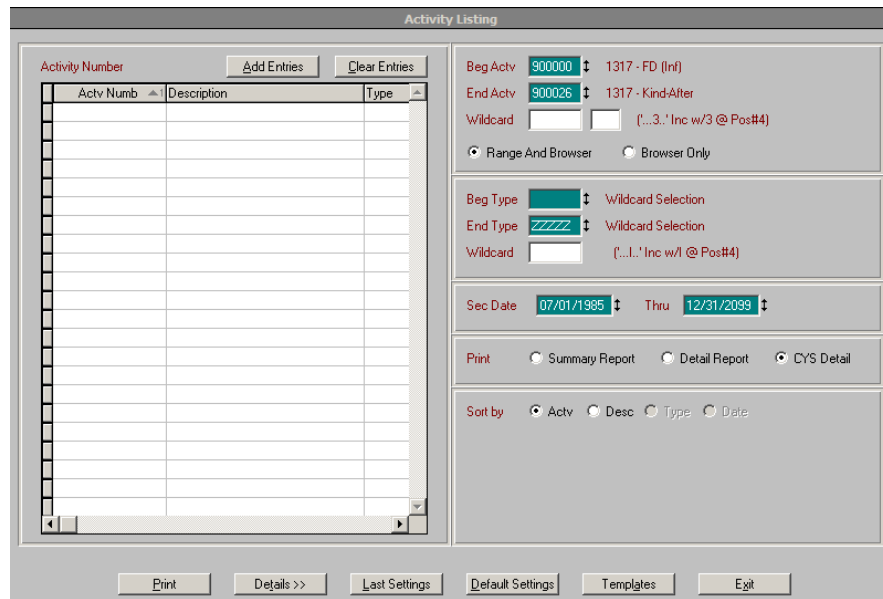 Activity Listing
Activity Number Add Entries Clear Entries
Actv Numb 1 Description Type
Beg Actv 900000 1317 - FD (Inf)
End Actv 900026 1317 - Kind-After
Wildcard ('...3..' Inc w/3 @ Pos#4)
Range And Browser Browser Only
Beg Type Wildcard Selection
End Type ZZZZZ Wildcard Selection
Wildcard ('...I..' Inc w/I @ Pos#4)
Sec Date 07/01/1985 Thru 12/31/2099
Print Summary Report Detail Report CYS Detail
Sort by Actv Desc Type Date
Print Details >> Last Settings Default Settings Templates Exit